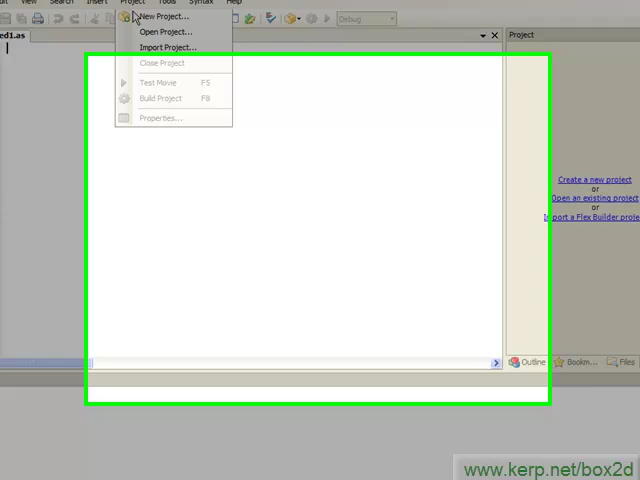 View Search Insert Project Tools Syntax Help
New Project...
Debug
ed1.as
Project
Open Project...
Import Project...
Close Project
Test Movie F5
Build Project F8
Properties...
Create a new project
or
Open an existing project
or
Import a Flex Builder proje
Outline Bookm... Files
www.kerp.net/box2d